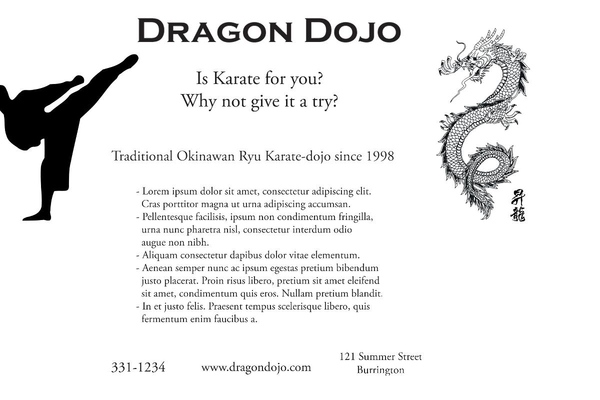 DRAGON DOJO
Is Karate for you?
Why not give it a try?
Traditional Okinawan Ryu Karate-dojo since 1998
- Lorem ipsum dolor sit amet, consectetur adipiscing elit.
Cras porttitor magna ut urna adipiscing accumsan.
- Pellentesque facilisis, ipsum non condimentum fringilla,
urna nunc pharetra nisl, consectetur interdum odio
augue non nibh.
- Aliquam consectetur dapibus dolor vitae elementum.
- Aenean semper nunc ac ipsum egestas pretium bibendum
justo placerat. Proin risus libero, pretium sit amet eleifend
sit amet, condimentum quis eros. Nullam pretium blandit.
- In et justo felis. Praesent tempus scelerisque libero, quis
fermentum enim faucibus a.
昇龍
331-1234
www.dragondojo.com
121 Summer Street
Burrington